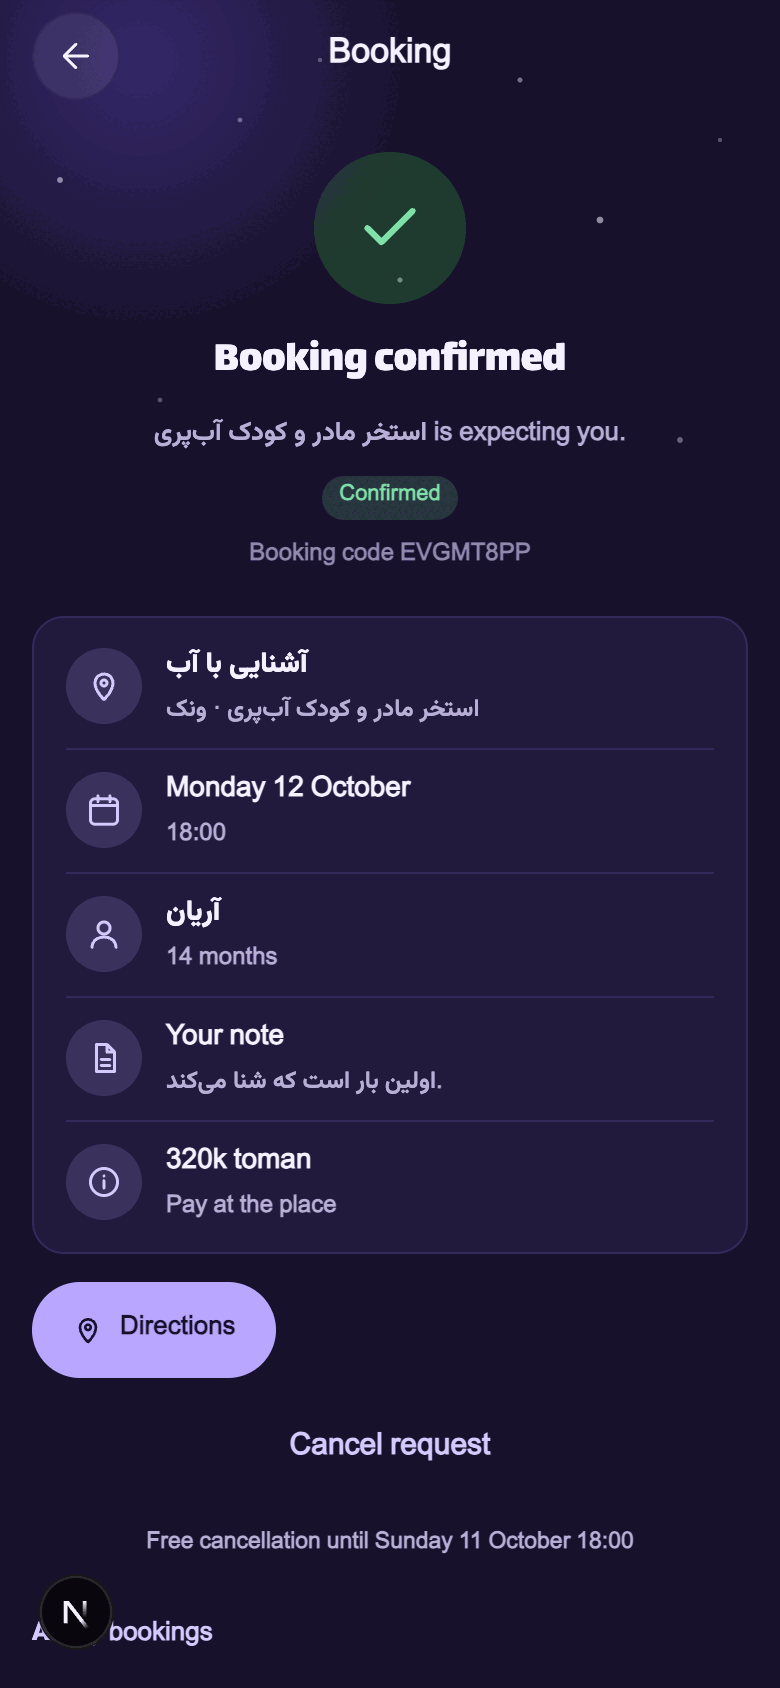 Booking
Booking confirmed
استخر مادر و کودک آب‌پری is expecting you.
Confirmed
Booking code EVGMT8PP
آشنایی با آب
استخر مادر و کودک آب‌پری · ونک
Monday 12 October
18:00
آریان
14 months
Your note
اولین بار است که شنا می‌کند.
320k toman
Pay at the place
Directions
Cancel request
Free cancellation until Sunday 11 October 18:00
N
bookings